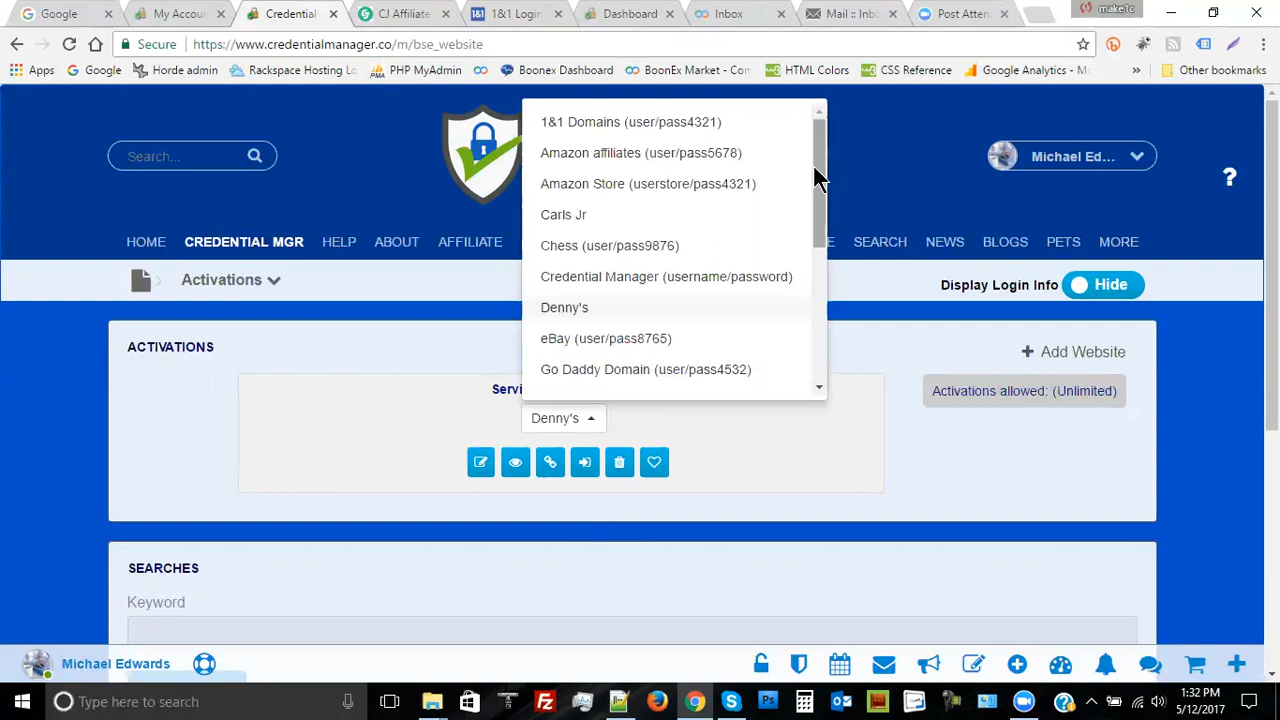 Google
My Accou
Credential
CJ Affiliate
1&1 Login
Dashboard
Inbox
Mail :: Inbo
Post Atten
make1c
Secure
https://www.credentialmanager.co/m/bse_website
Apps
Google
Horde admin
Rackspace Hosting Lo
PHP MyAdmin
Boonex Dashboard
BoonEx Market - Com
HTML Colors
CSS Reference
Google Analytics - M
»
Other bookmarks
Search...
1&1 Domains (user/pass4321)
Amazon affiliates (user/pass5678)
Amazon Store (userstore/pass4321)
Carls Jr
Chess (user/pass9876)
Credential Manager (username/password)
Denny's
eBay (user/pass8765)
Go Daddy Domain (user/pass4532)
Michael Ed...
?
HOME CREDENTIAL MGR HELP ABOUT AFFILIATE
SEARCH NEWS BLOGS PETS MORE
Activations
Display Login Info Hide
ACTIVATIONS
Add Website
Servi
Activations allowed: (Unlimited)
Denny's
SEARCHES
Keyword
Michael Edwards
Type here to search
1:32 PM
5/12/2017